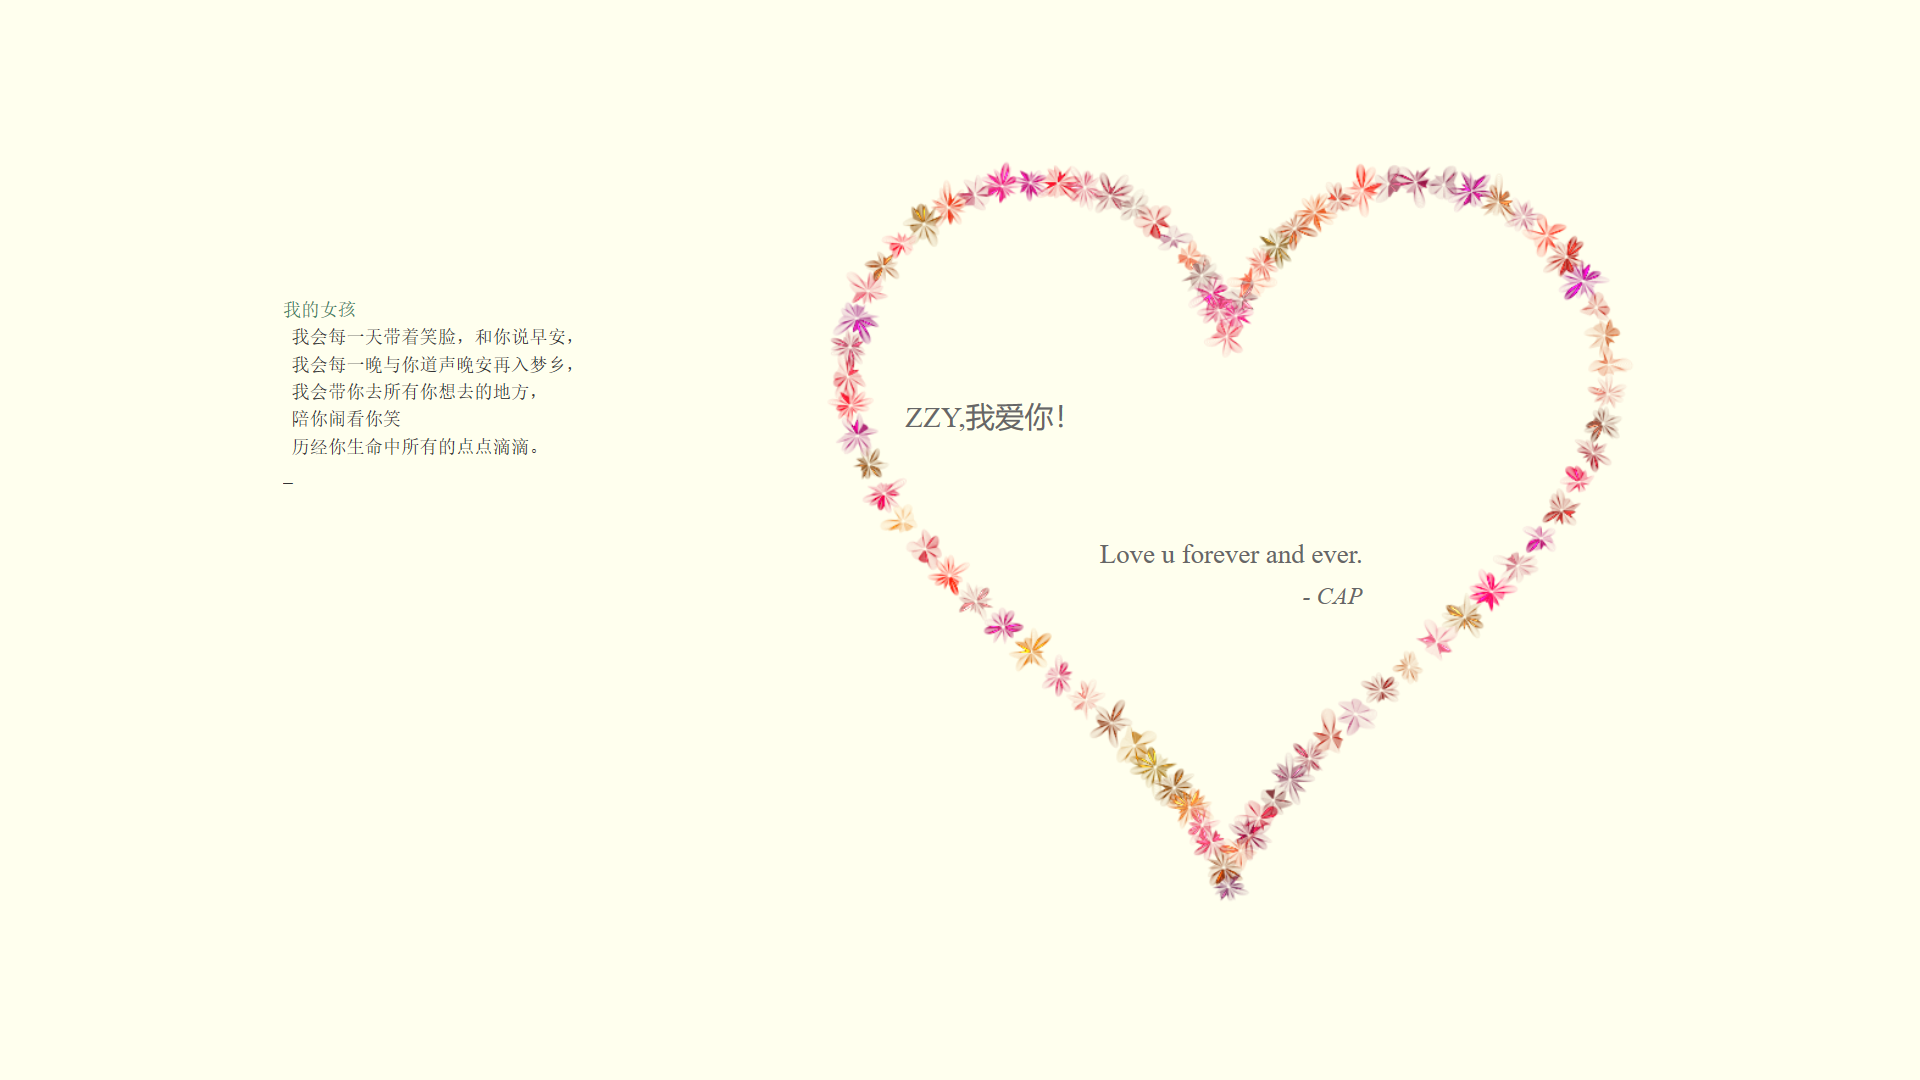 我的女孩
我会每一天带着笑脸，和你说早安，
我会每一晚与你道声晚安再入梦乡，
我会带你去所有你想去的地方，
陪你闹看你笑
历经你生命中所有的点点滴滴。
_
ZZY,我爱你！
Love u forever and ever.
- CAP